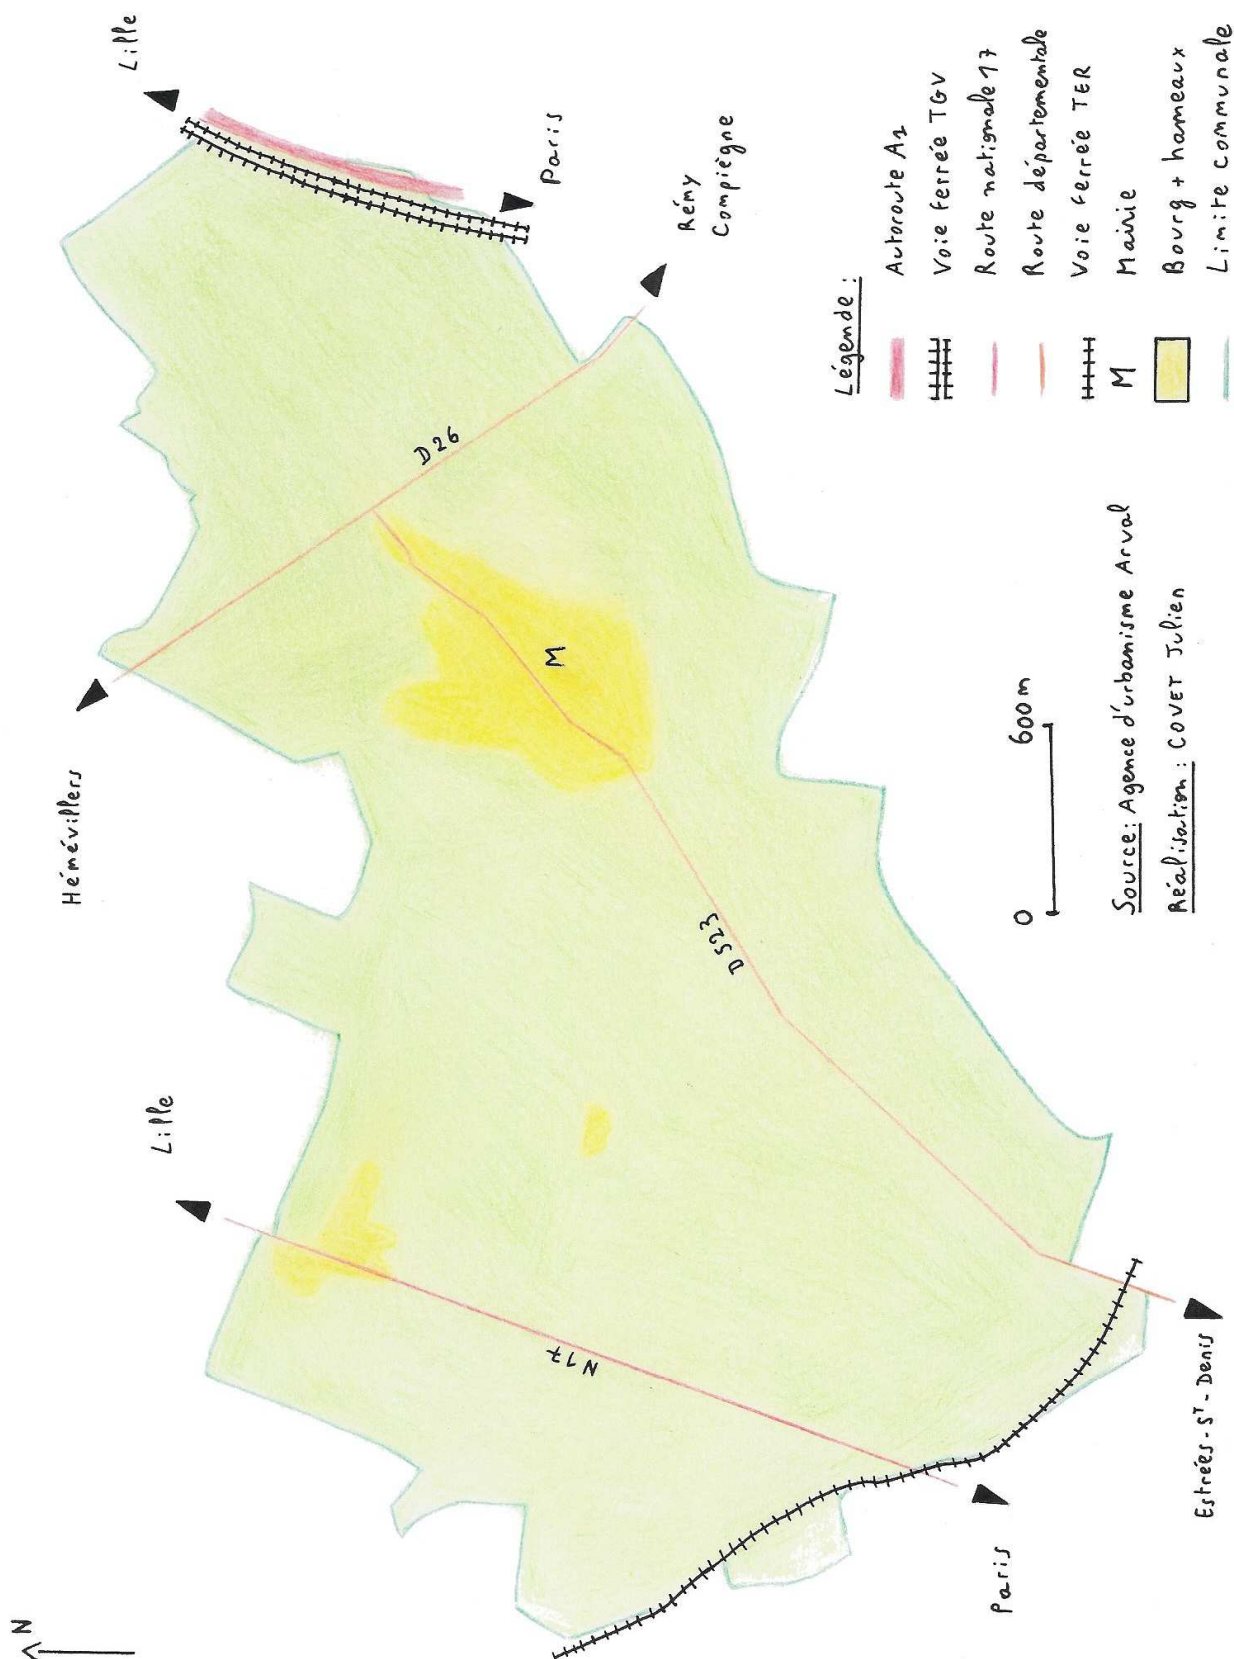 N
Lille
Hémévillers
Lille
Paris
Rémy
Compiègne
D26
M
D523
N17
Paris
Estrées-Sᵀ-Denis
Légende :
Autoroute A1
Voie ferrée TGV
Route nationale 17
Route départementale
Voie ferrée TER
M Mairie
Bourg + hameaux
Limite communale
0 600m
Source : Agence d'urbanisme Arval
Réalisation : COVET Julien